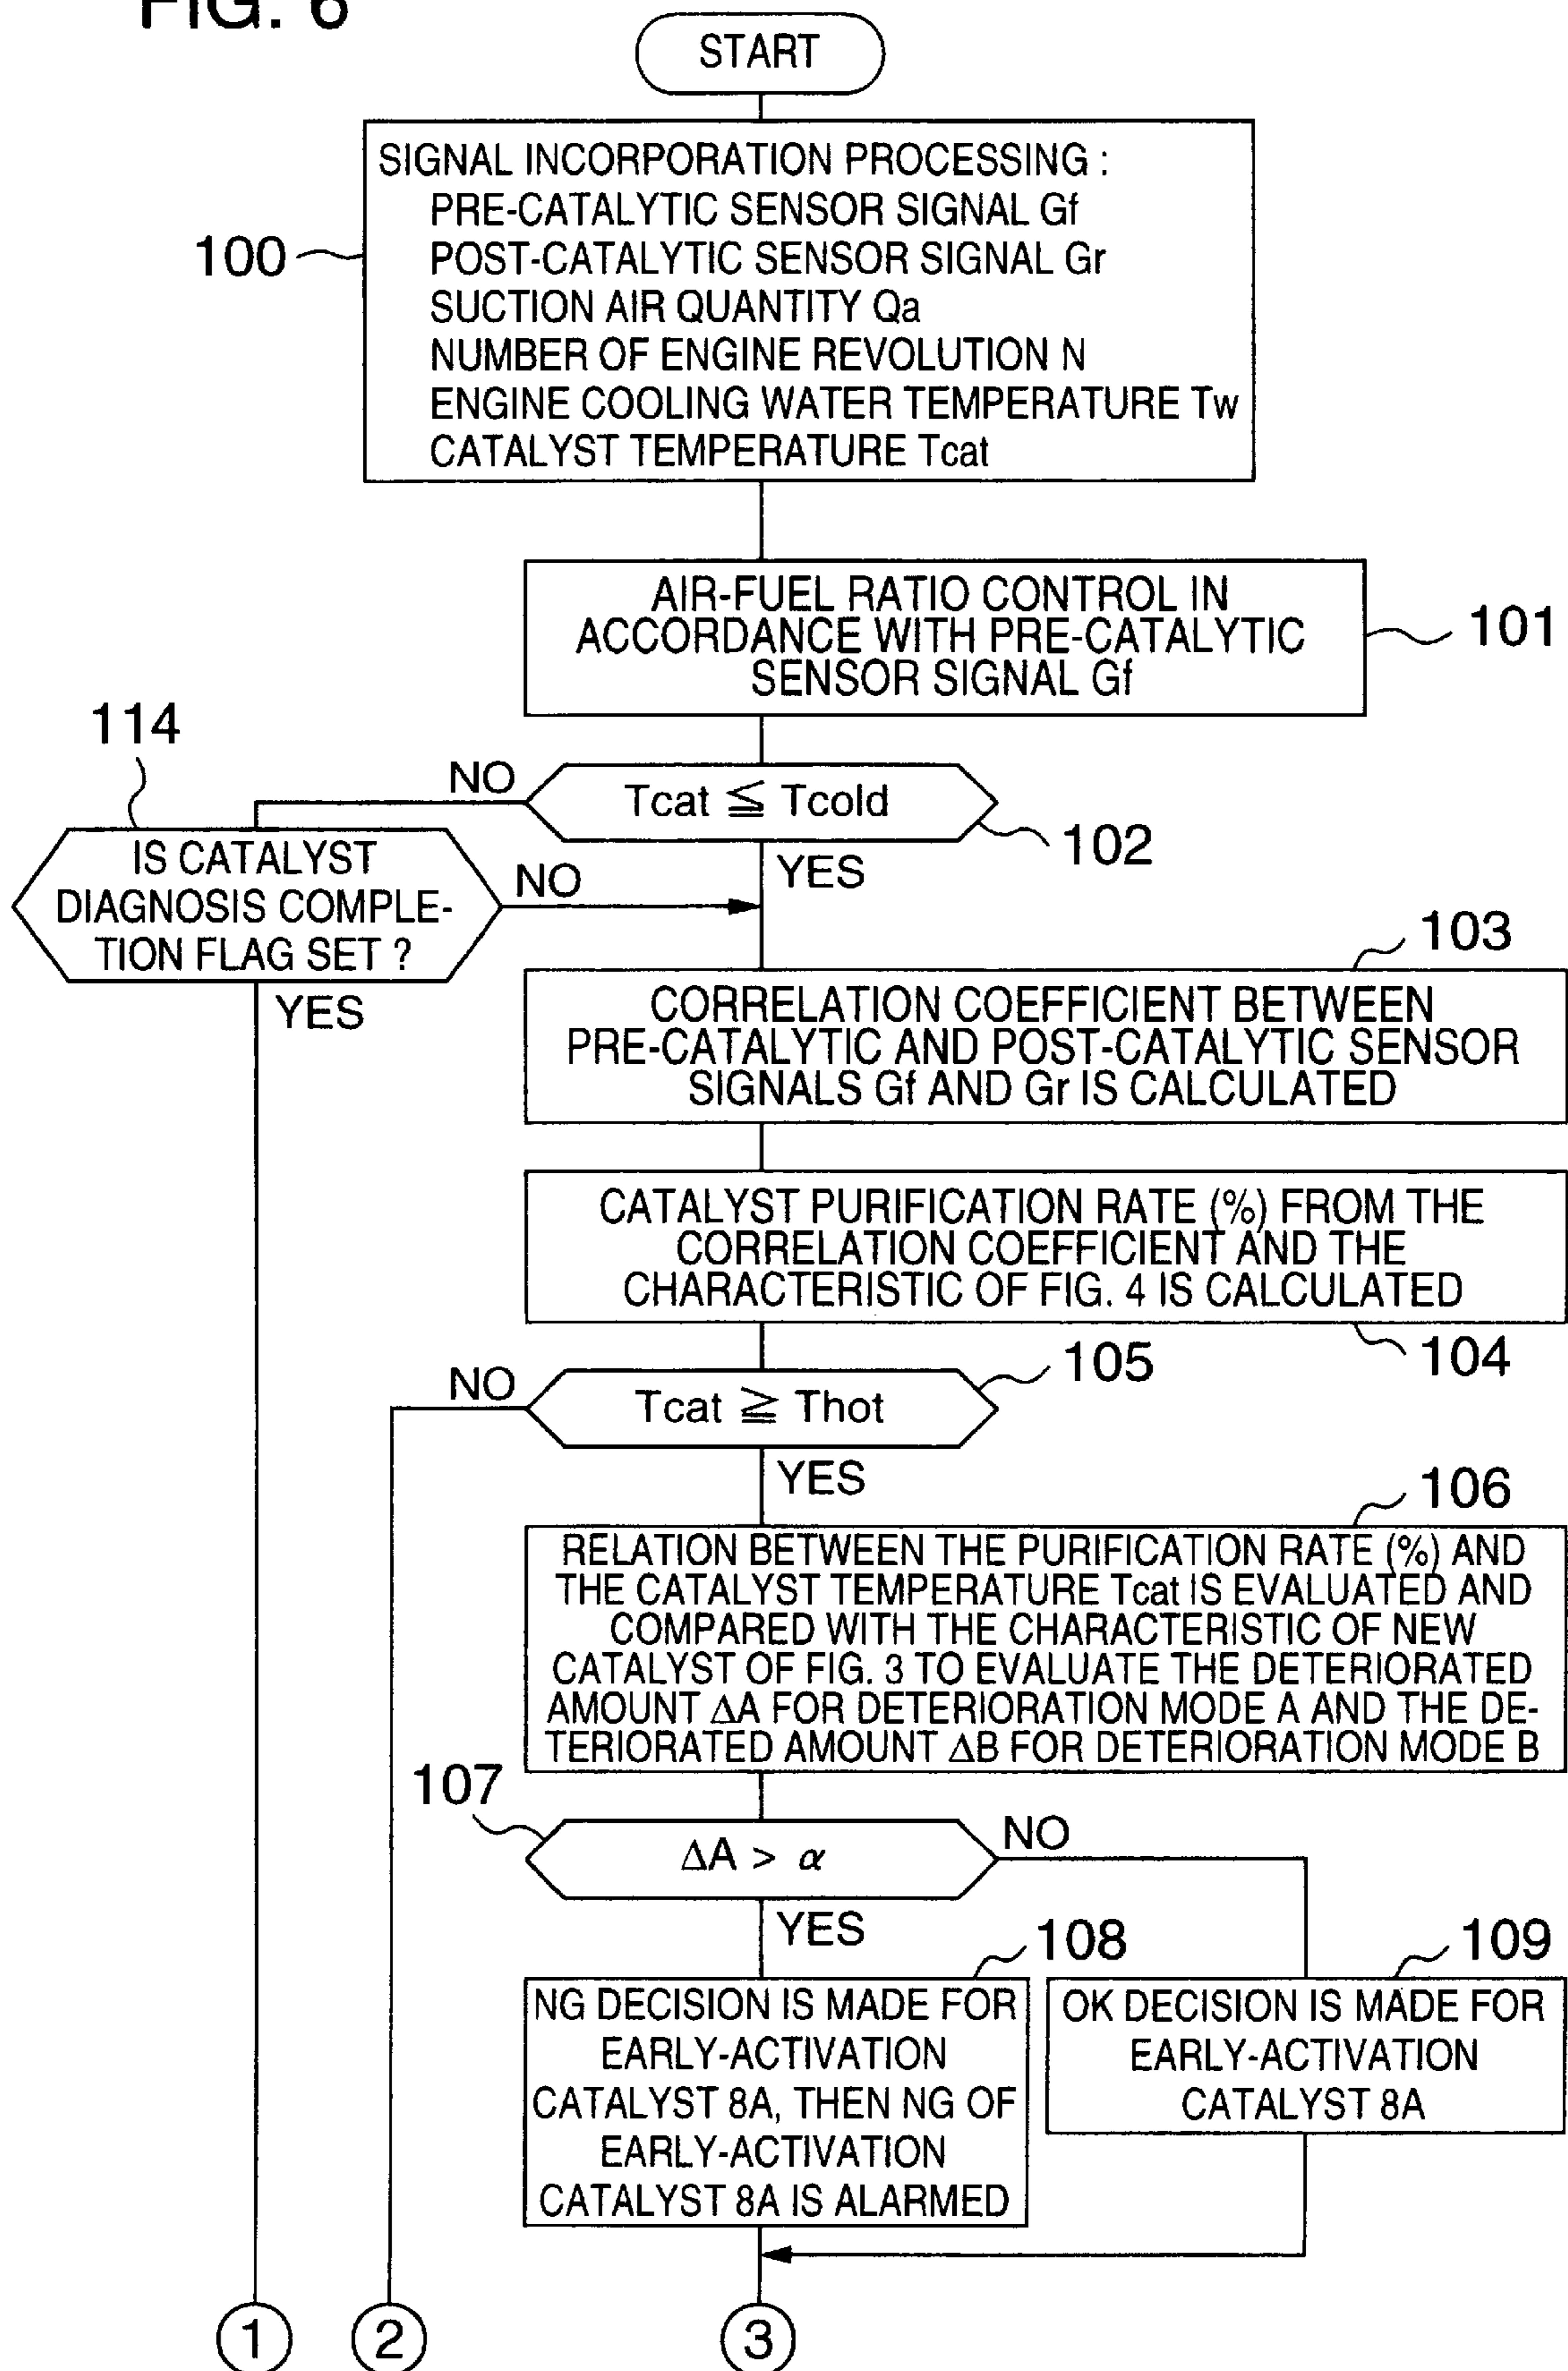 FIG. 6
START
SIGNAL INCORPORATION PROCESSING :
PRE-CATALYTIC SENSOR SIGNAL Gf
POST-CATALYTIC SENSOR SIGNAL Gr
SUCTION AIR QUANTITY Qa
NUMBER OF ENGINE REVOLUTION N
ENGINE COOLING WATER TEMPERATURE Tw
CATALYST TEMPERATURE Tcat
100
AIR-FUEL RATIO CONTROL IN
ACCORDANCE WITH PRE-CATALYTIC
SENSOR SIGNAL Gf
101
114
NO
Tcat ≦ Tcold
102
YES
IS CATALYST
DIAGNOSIS COMPLE-
TION FLAG SET ?
NO
YES
103
CORRELATION COEFFICIENT BETWEEN
PRE-CATALYTIC AND POST-CATALYTIC SENSOR
SIGNALS Gf AND Gr IS CALCULATED
CATALYST PURIFICATION RATE (%) FROM THE
CORRELATION COEFFICIENT AND THE
CHARACTERISTIC OF FIG. 4 IS CALCULATED
104
105
NO
Tcat ≧ Thot
YES
106
RELATION BETWEEN THE PURIFICATION RATE (%) AND
THE CATALYST TEMPERATURE Tcat IS EVALUATED AND
COMPARED WITH THE CHARACTERISTIC OF NEW
CATALYST OF FIG. 3 TO EVALUATE THE DETERIORATED
AMOUNT ΔA FOR DETERIORATION MODE A AND THE DE-
TERIORATED AMOUNT ΔB FOR DETERIORATION MODE B
107
ΔA > α
NO
YES
108
NG DECISION IS MADE FOR
EARLY-ACTIVATION
CATALYST 8A, THEN NG OF
EARLY-ACTIVATION
CATALYST 8A IS ALARMED
109
OK DECISION IS MADE FOR
EARLY-ACTIVATION
CATALYST 8A
1
2
3